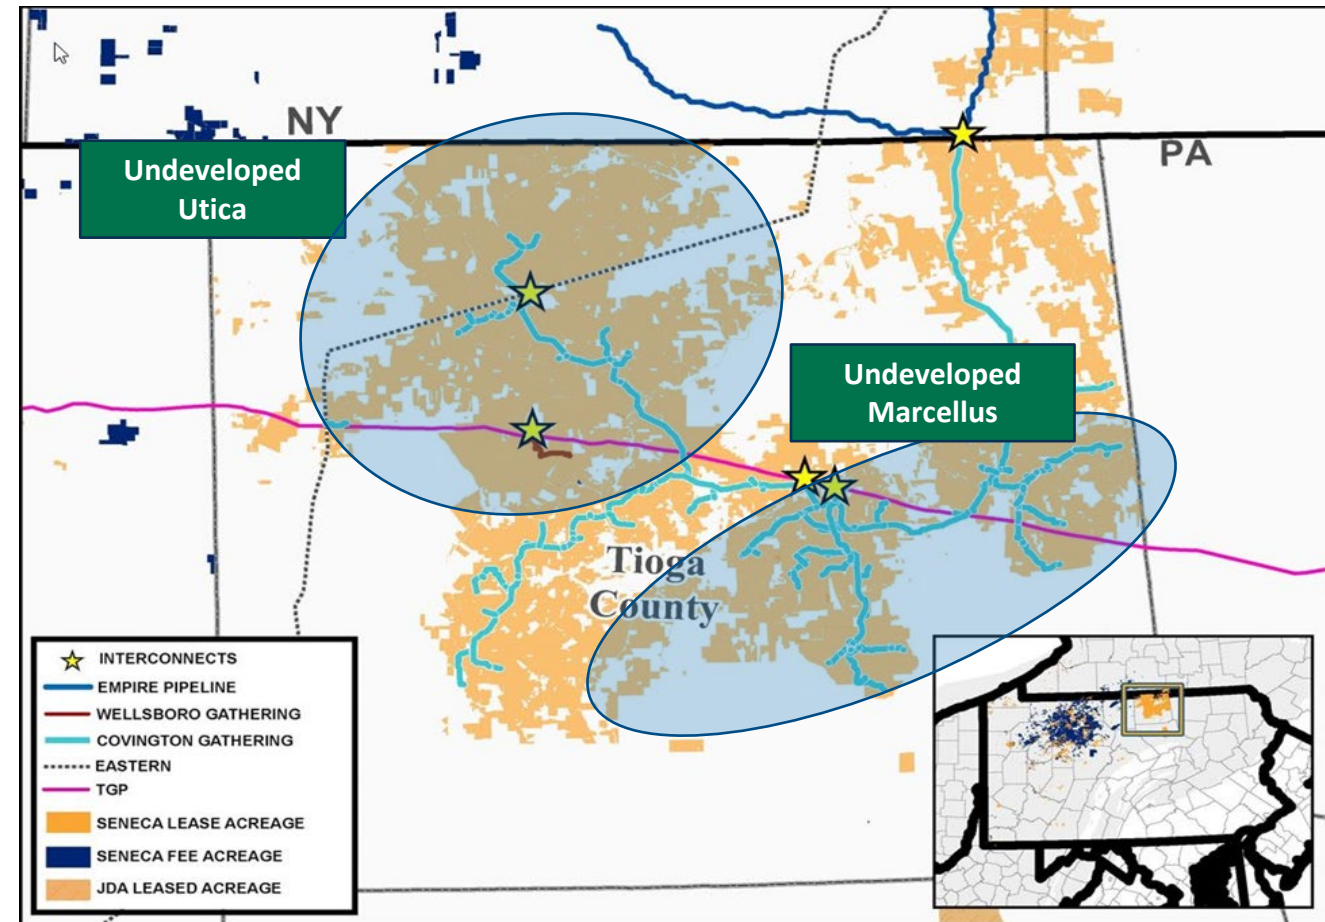 NY
PA
Undeveloped
Utica
Undeveloped
Marcellus
Tioga
County
INTERCONNECTS
EMPIRE PIPELINE
WELLSBORO GATHERING
COVINGTON GATHERING
EASTERN
TGP
SENECA LEASE ACREAGE
SENECA FEE ACREAGE
JDA LEASED ACREAGE